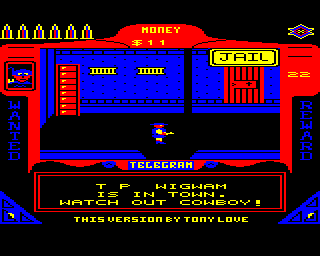 MONEY
$11
JAIL
22
WANTED
REWARD
TELEGRAM
T P WIGWAM
IS IN TOWN.
WATCH OUT COWBOY!
THIS VERSION BY TONY LOVE